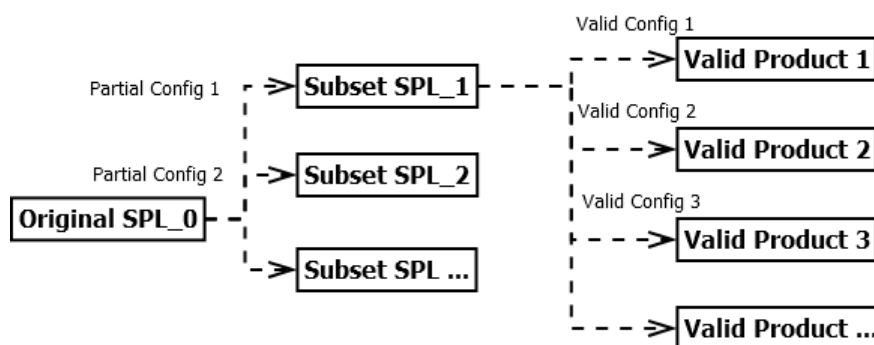 Valid Config 1
Valid Product 1
Partial Config 1
Subset SPL_1
Valid Config 2
Valid Product 2
Partial Config 2
Subset SPL_2
Valid Config 3
Original SPL_0
Valid Product 3
Subset SPL ...
Valid Product ...